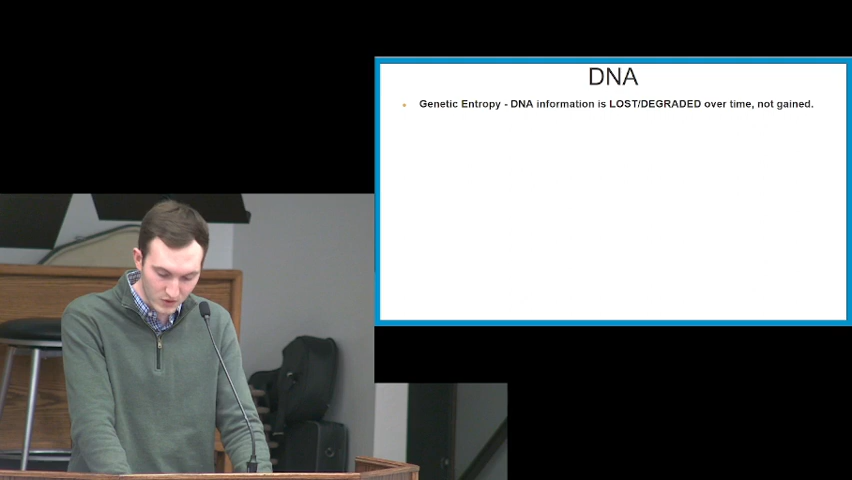 DNA
Genetic Entropy - DNA information is LOST/DEGRADED over time, not gained.